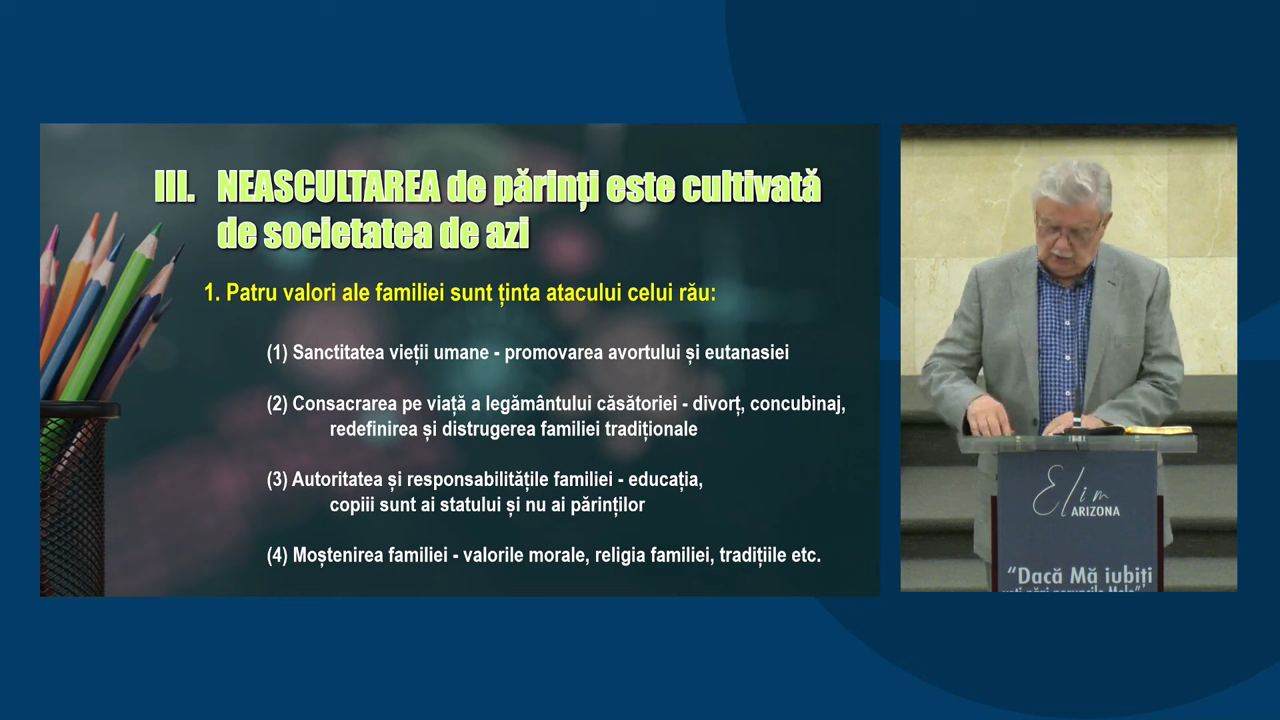 III. NEASCULTAREA de părinți este cultivată
de societatea de azi
1. Patru valori ale familiei sunt ținta atacului celui rău:
(1) Sanctitatea vieții umane - promovarea avortului și eutanasiei
(2) Consacrarea pe viață a legământului căsătoriei - divorț, concubinaj,
redefinirea și distrugerea familiei tradiționale
(3) Autoritatea și responsabilitățile familiei - educația,
copiii sunt ai statului și nu ai părinților
(4) Moștenirea familiei - valorile morale, religia familiei, tradițiile etc.
Elim
ARIZONA
“Dacă Mă iubiți